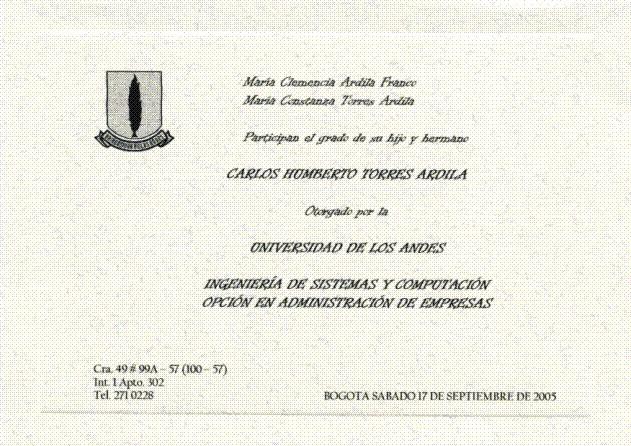 María Clemencia Ardila Franco
María Constanza Torres Ardila
Participan el grado de su hijo y hermano
CARLOS HUMBERTO TORRES ARDILA
Otorgado por la
UNIVERSIDAD DE LOS ANDES
INGENIERÍA DE SISTEMAS Y COMPUTACIÓN
OPCIÓN EN ADMINISTRACIÓN DE EMPRESAS
Cra. 49 # 99A – 57 (100 – 57)
Int. 1 Apto. 302
Tel. 271 0228
BOGOTA SABADO 17 DE SEPTIEMBRE DE 2005